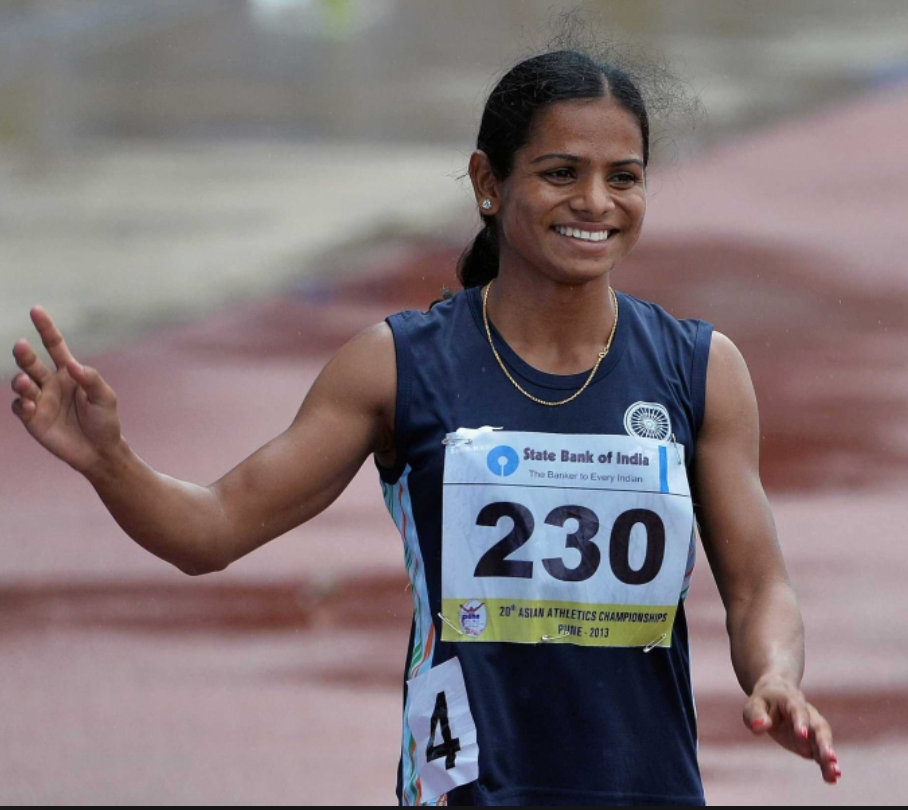 State Bank of India
The Banker to Every Indian
230
20th ASIAN ATHLETICS CHAMPIONSHIPS
PUNE - 2013
4